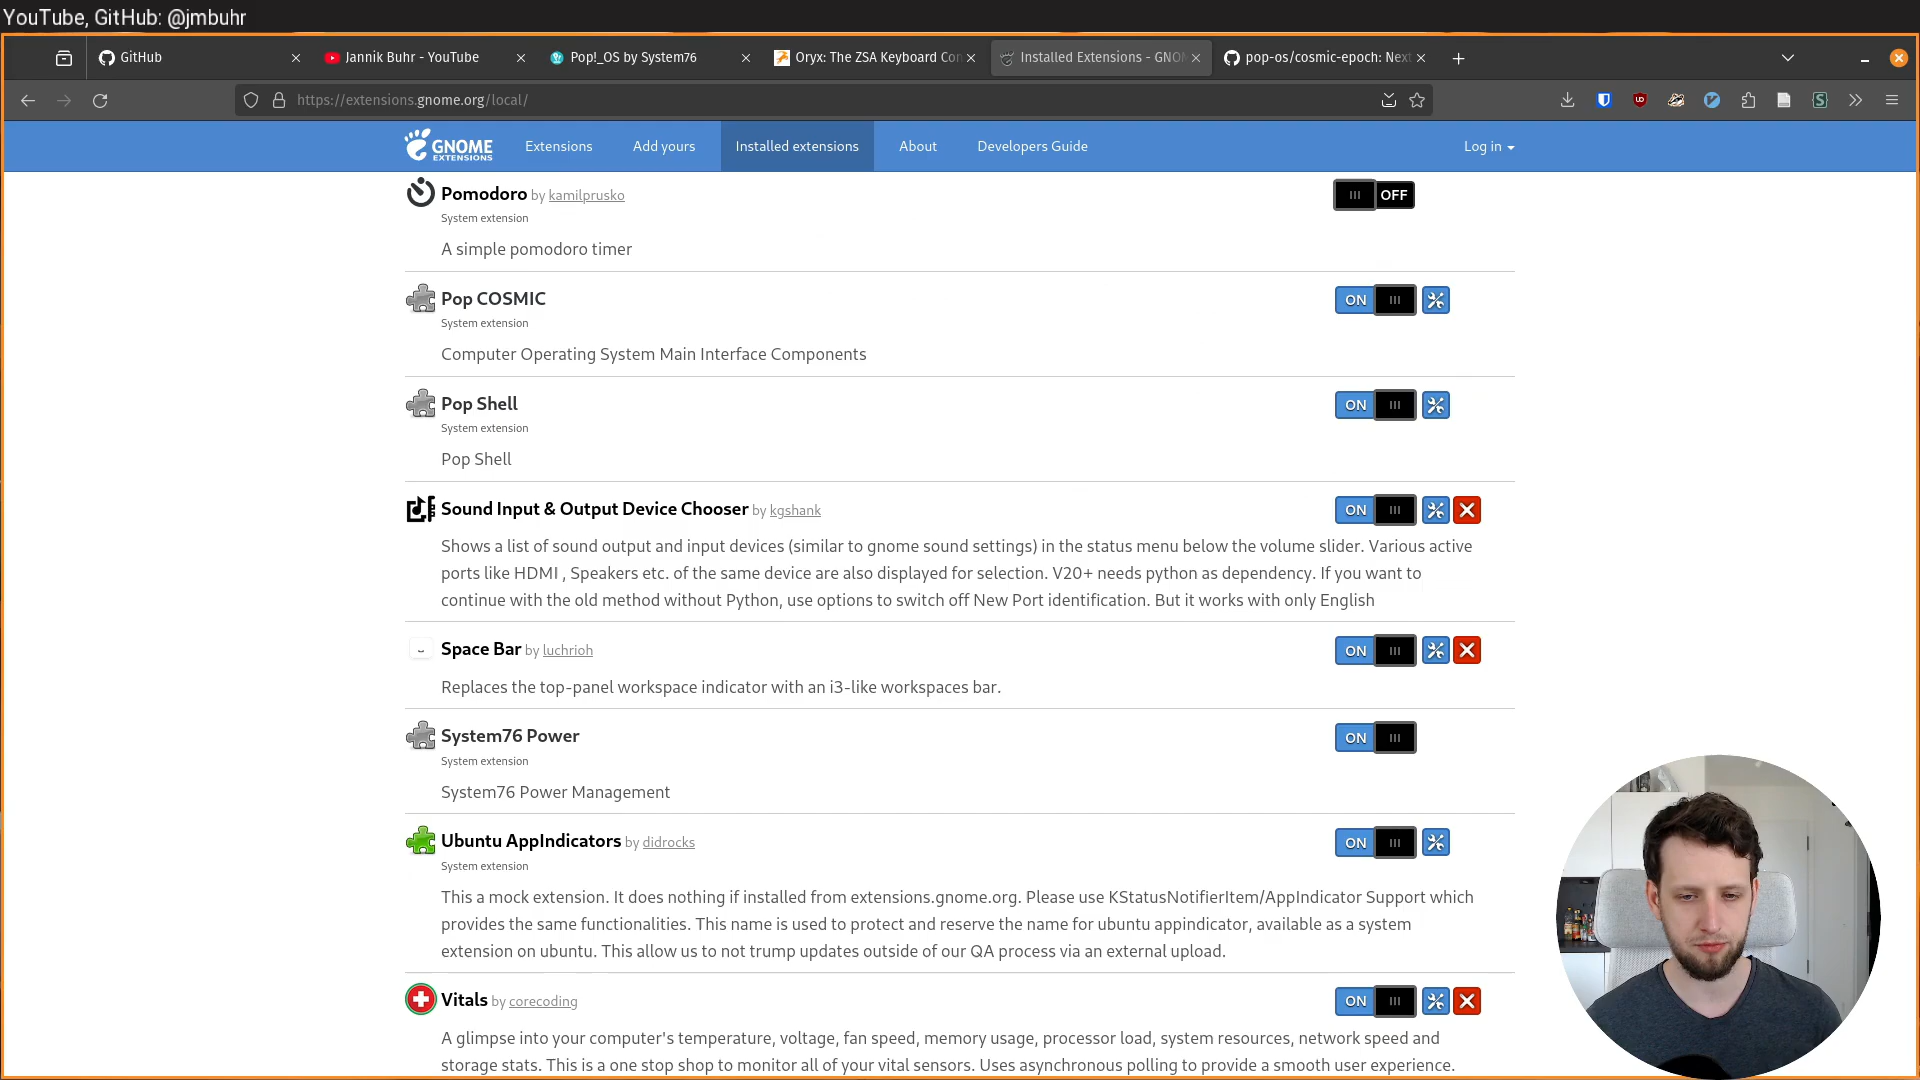 YouTube, GitHub: @jmbuhr
GitHub
Jannik Buhr - YouTube
Pop!_OS by System76
Oryx: The ZSA Keyboard Con
Installed Extensions - GNOM
pop-os/cosmic-epoch: Next
https://extensions.gnome.org/local/
GNOME
EXTENSIONS
Extensions
Add yours
Installed extensions
About
Developers Guide
Log in
Pomodoro by kamilprusko
OFF
System extension
A simple pomodoro timer
Pop COSMIC
ON
System extension
Computer Operating System Main Interface Components
Pop Shell
ON
System extension
Pop Shell
Sound Input & Output Device Chooser by kgshank
ON
Shows a list of sound output and input devices (similar to gnome sound settings) in the status menu below the volume slider. Various active
ports like HDMI , Speakers etc. of the same device are also displayed for selection. V20+ needs python as dependency. If you want to
continue with the old method without Python, use options to switch off New Port identification. But it works with only English
Space Bar by luchrioh
ON
Replaces the top-panel workspace indicator with an i3-like workspaces bar.
System76 Power
ON
System extension
System76 Power Management
Ubuntu AppIndicators by didrocks
ON
System extension
This a mock extension. It does nothing if installed from extensions.gnome.org. Please use KStatusNotifierItem/AppIndicator Support which
provides the same functionalities. This name is used to protect and reserve the name for ubuntu appindicator, available as a system
extension on ubuntu. This allow us to not trump updates outside of our QA process via an external upload.
Vitals by corecoding
ON
A glimpse into your computer's temperature, voltage, fan speed, memory usage, processor load, system resources, network speed and
storage stats. This is a one stop shop to monitor all of your vital sensors. Uses asynchronous polling to provide a smooth user experience.